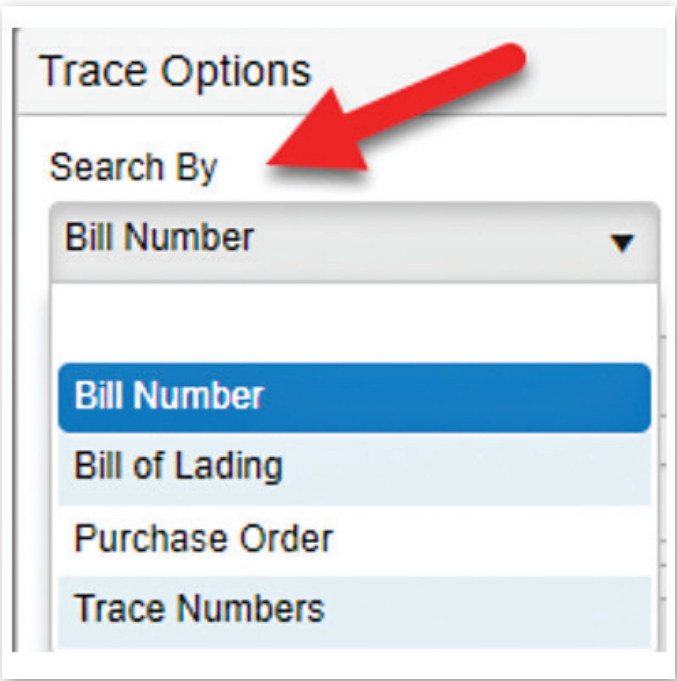 Trace Options
Search By
Bill Number
Bill Number
Bill of Lading
Purchase Order
Trace Numbers